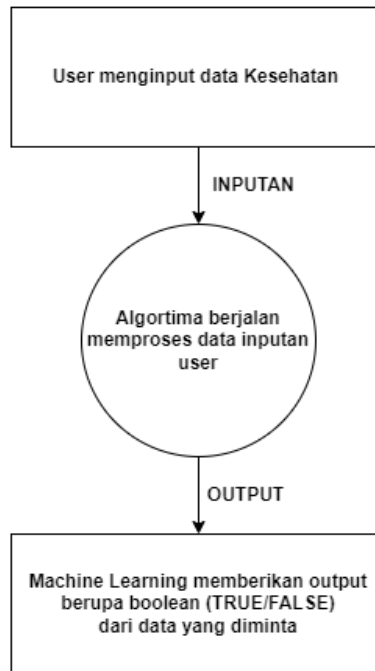 User menginput data Kesehatan
INPUTAN
Algortima berjalan
memproses data inputan
user
OUTPUT
Machine Learning memberikan output
berupa boolean (TRUE/FALSE)
dari data yang diminta